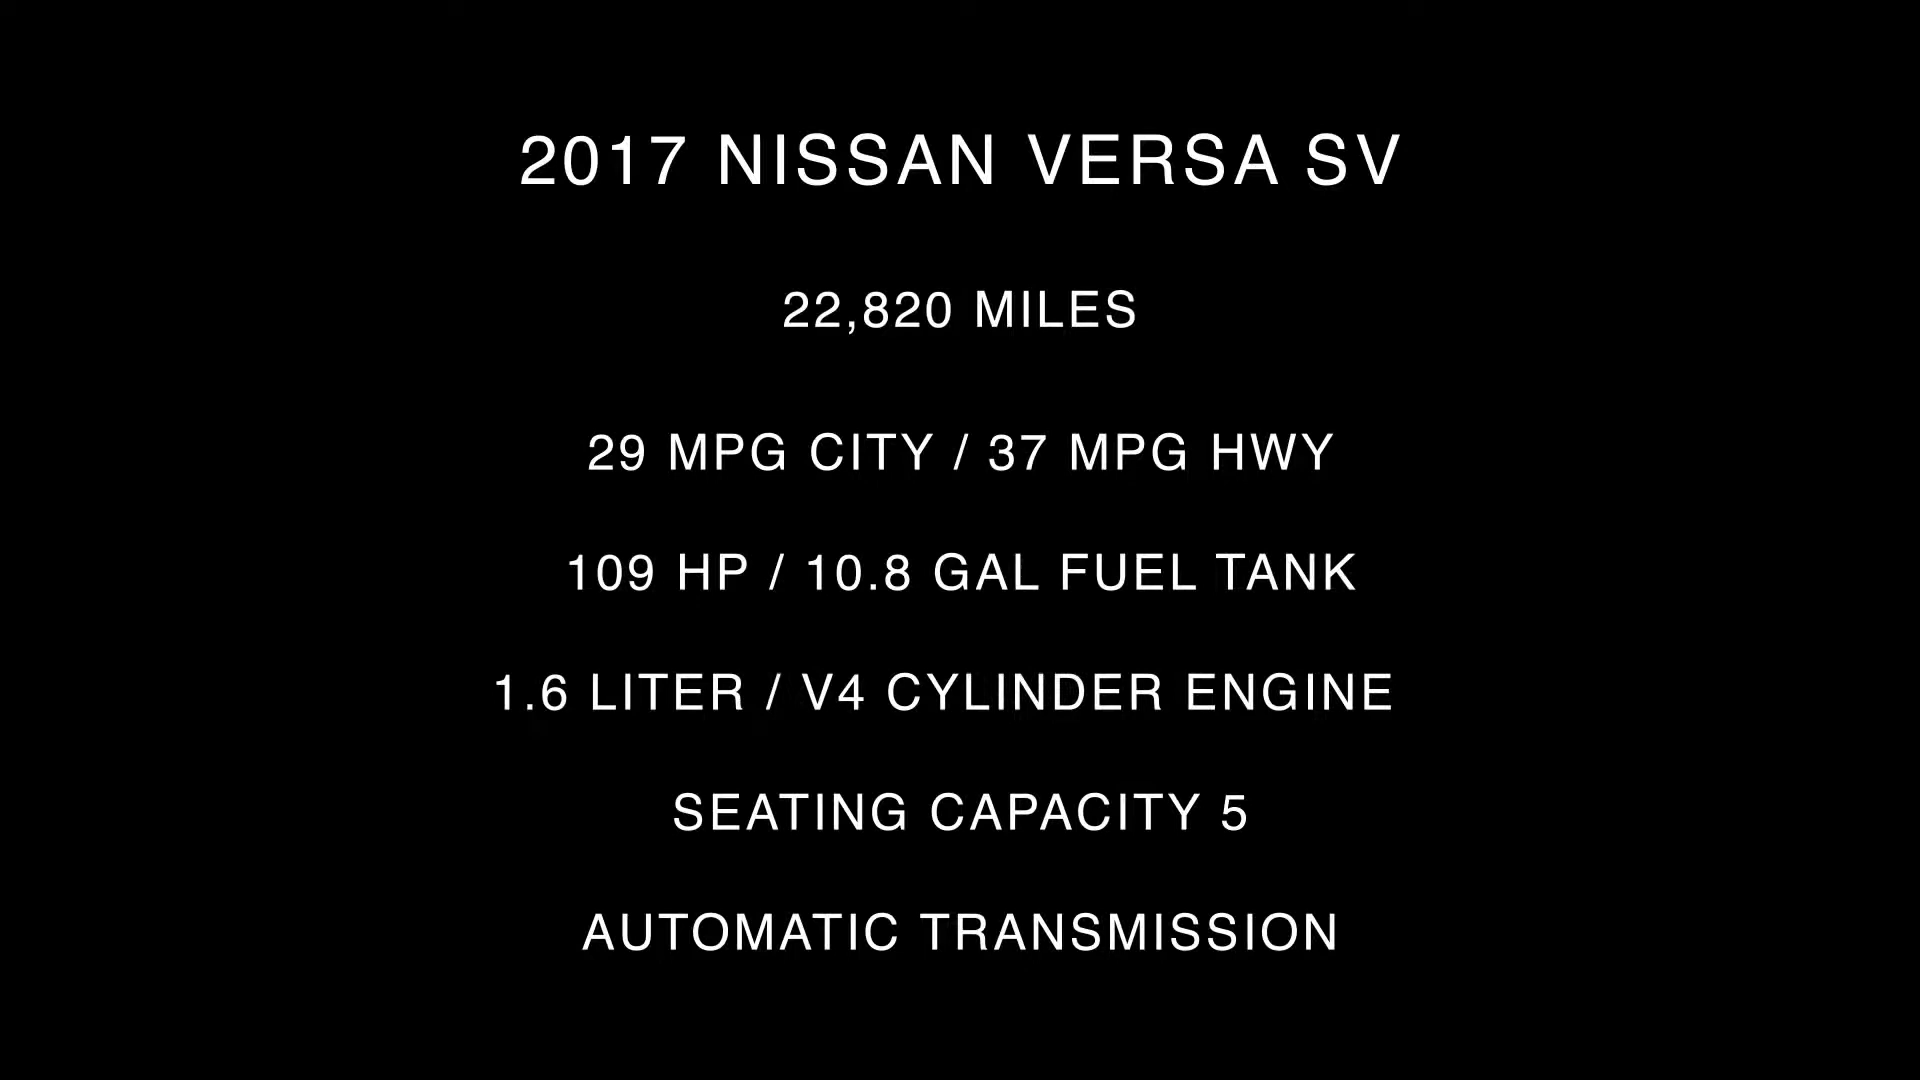 2017 NISSAN VERSA SV
22,820 MILES
29 MPG CITY / 37 MPG HWY
109 HP / 10.8 GAL FUEL TANK
1.6 LITER / V4 CYLINDER ENGINE
SEATING CAPACITY 5
AUTOMATIC TRANSMISSION